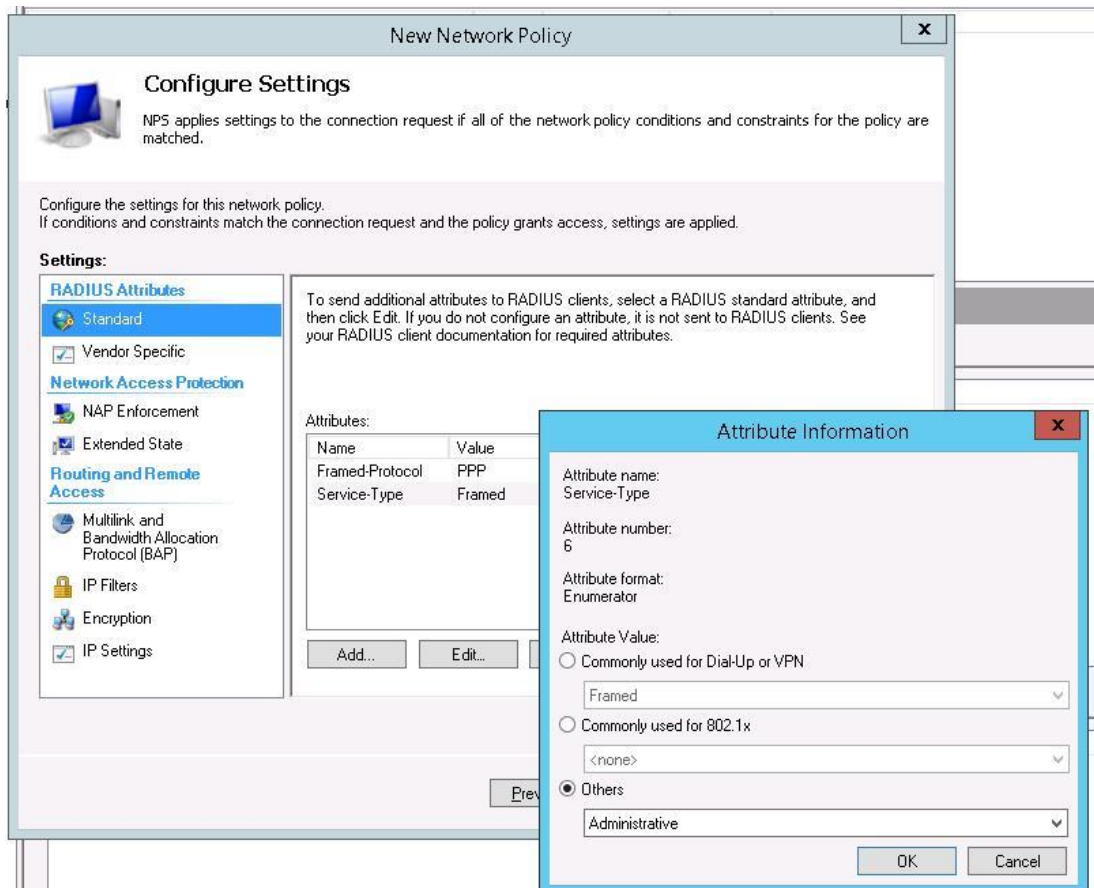 New Network Policy
x
Configure Settings
NPS applies settings to the connection request if all of the network policy conditions and constraints for the policy are
matched.
Configure the settings for this network policy.
If conditions and constraints match the connection request and the policy grants access, settings are applied.
Settings:
RADIUS Attributes
Standard
Vendor Specific
Network Access Protection
NAP Enforcement
Extended State
Routing and Remote
Access
Multilink and
Bandwidth Allocation
Protocol (BAP)
IP Filters
Encryption
IP Settings
To send additional attributes to RADIUS clients, select a RADIUS standard attribute, and
then click Edit. If you do not configure an attribute, it is not sent to RADIUS clients. See
your RADIUS client documentation for required attributes.
Attributes:
Name Value
Framed-Protocol PPP
Service-Type Framed
Add... Edit...
Prev
Attribute Information
x
Attribute name:
Service-Type
Attribute number:
6
Attribute format:
Enumerator
Attribute Value:
Commonly used for Dial-Up or VPN
Framed
Commonly used for 802.1x
<none>
Others
Administrative
OK Cancel